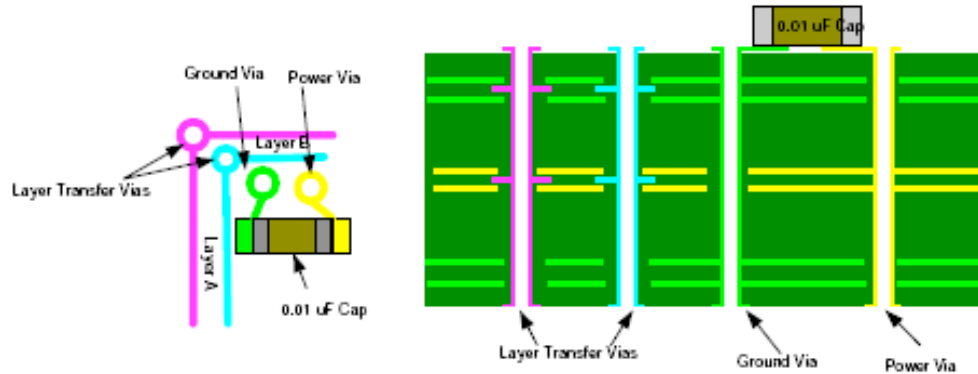 0.01 uF Cap
Ground Via
Power Via
Layer B
Layer Transfer Vias
Layer A
0.01 uF Cap
Layer Transfer Vias
Ground Via
Power Via